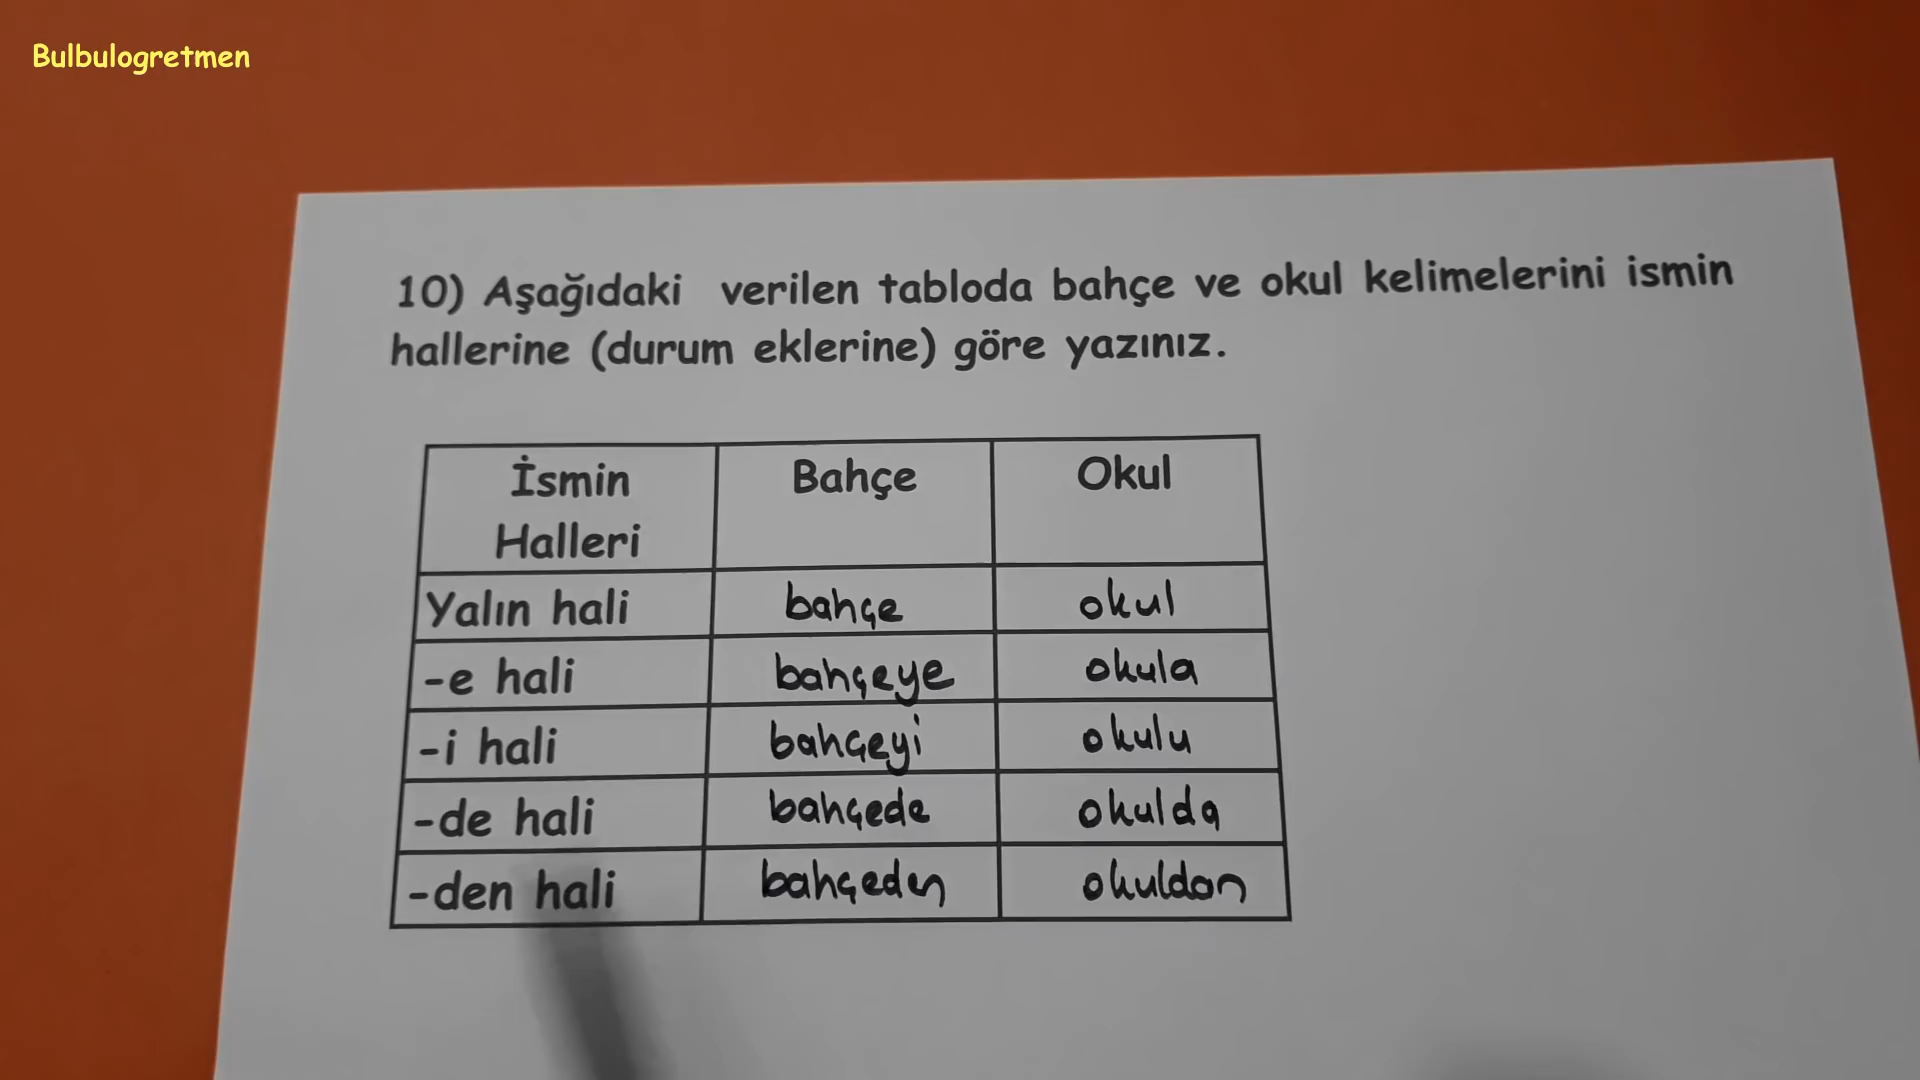 Bulbulogretmen
10) Aşağıdaki verilen tabloda bahçe ve okul kelimelerini ismin
hallerine (durum eklerine) göre yazınız.
İsmin Halleri Bahçe Okul
Yalın hali bahçe okul
-e hali bahçeye okula
-i hali bahçeyi okulu
-de hali bahçede okulda
-den hali bahçeden okuldan